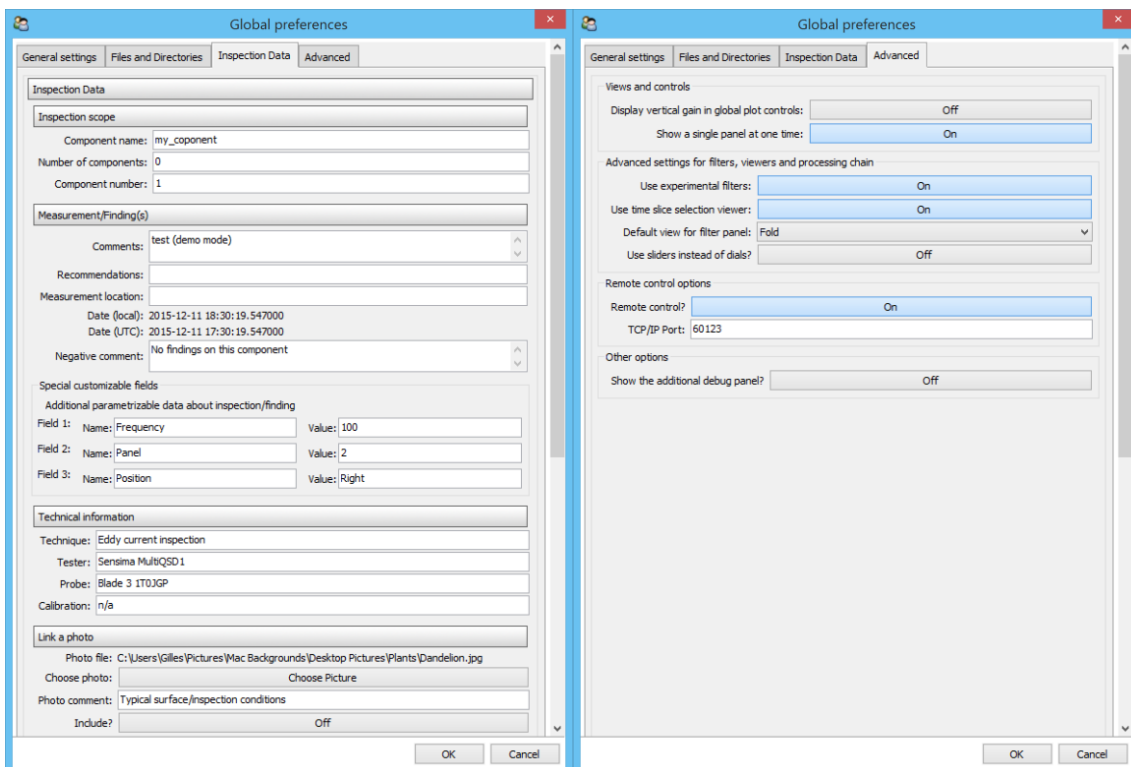 Global preferences
General settings Files and Directories Inspection Data Advanced
Inspection Data
Inspection scope
Component name: my_coponent
Number of components: 0
Component number: 1
Measurement/Finding(s)
Comments: test (demo mode)
Recommendations:
Measurement location:
Date (local): 2015-12-11 18:30:19.547000
Date (UTC): 2015-12-11 17:30:19.547000
Negative comment: No findings on this component
Special customizable fields
Additional parametrizable data about inspection/finding
Field 1: Name: Frequency Value: 100
Field 2: Name: Panel Value: 2
Field 3: Name: Position Value: Right
Technical information
Technique: Eddy current inspection
Tester: Sensima MultiQSD1
Probe: Blade 3 1T0JGP
Calibration: n/a
Link a photo
Photo file: C:\Users\Gilles\Pictures\Mac Backgrounds\Desktop Pictures\Plants\Dandelion.jpg
Choose photo: Choose Picture
Photo comment: Typical surface/inspection conditions
Include? Off
OK Cancel
Global preferences
General settings Files and Directories Inspection Data Advanced
Views and controls
Display vertical gain in global plot controls: Off
Show a single panel at one time: On
Advanced settings for filters, viewers and processing chain
Use experimental filters: On
Use time slice selection viewer: On
Default view for filter panel: Fold
Use sliders instead of dials? Off
Remote control options
Remote control? On
TCP/IP Port: 60123
Other options
Show the additional debug panel? Off
OK Cancel